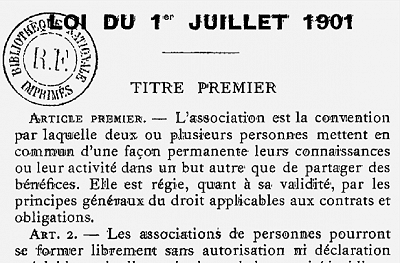 LOI DU 1er JUILLET 1901
BIBLIOTHÈQUE NATIONALE
R.F.
IMPRIMÉS
TITRE PREMIER
ARTICLE PREMIER. — L'association est la convention
par laquelle deux ou plusieurs personnes mettent en
commun d'une façon permanente leurs connaissances
ou leur activité dans un but autre que de partager des
bénéfices. Elle est régie, quant à sa validité, par les
principes généraux du droit applicables aux contrats et
obligations.
ART. 2. — Les associations de personnes pourront
se former librement sans autorisation ni déclaration